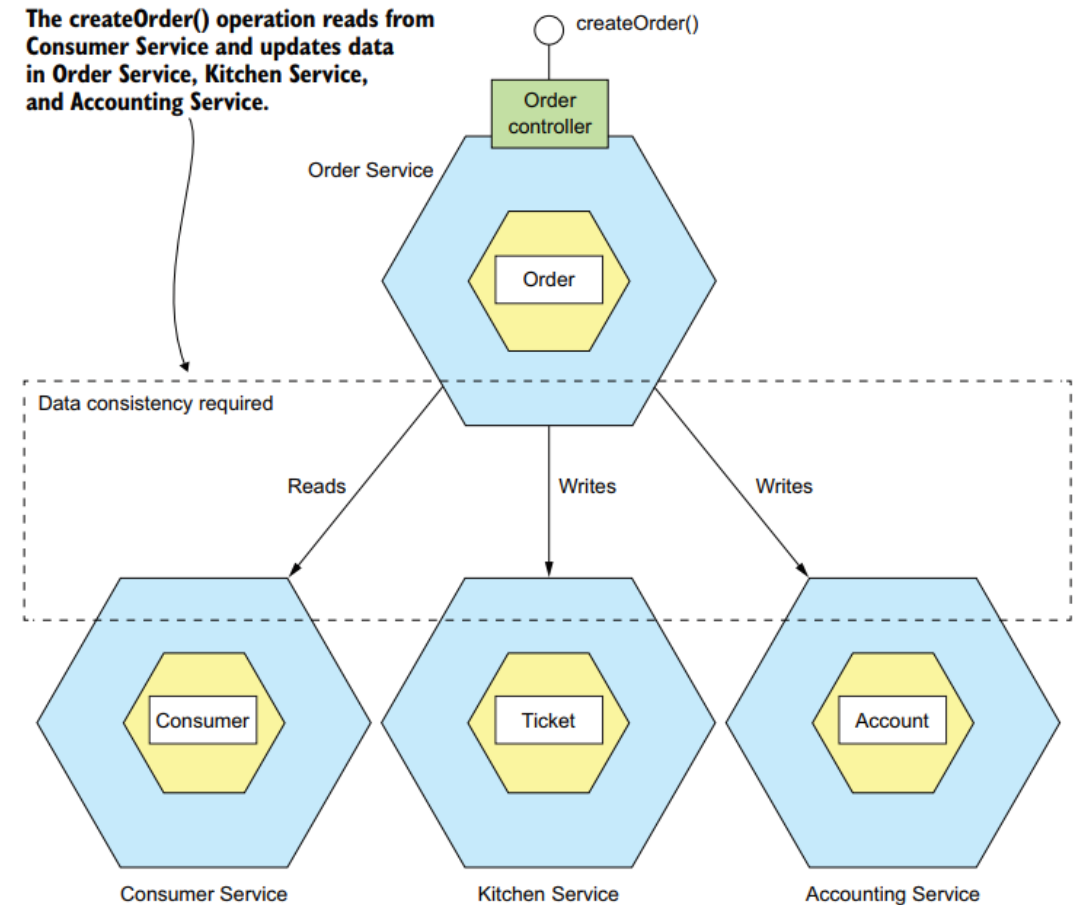 The createOrder() operation reads from
Consumer Service and updates data
in Order Service, Kitchen Service,
and Accounting Service.
createOrder()
Order
controller
Order Service
Order
Data consistency required
Reads
Writes
Writes
Consumer
Ticket
Account
Consumer Service
Kitchen Service
Accounting Service